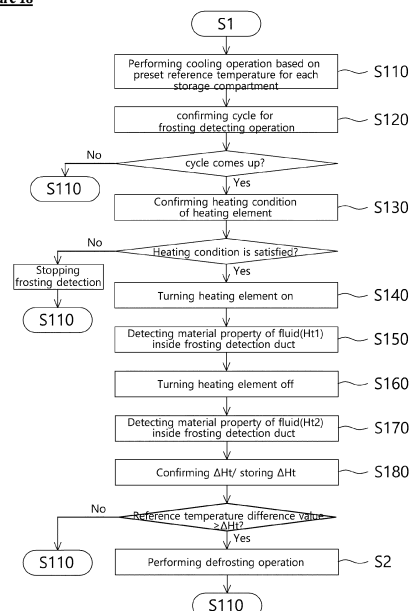 S1
Performing cooling operation based on
preset reference temperature for each
storage compartment
S110
confirming cycle for
frosting detecting operation
S120
No
cycle comes up?
S110
Yes
Confirming heating condition
of heating element
S130
No
Heating condition is satisfied?
Stopping
frosting detection
Yes
S110
Turning heating element on
S140
Detecting material property of fluid(Ht1)
inside frosting detection duct
S150
Turning heating element off
S160
Detecting material property of fluid(Ht2)
inside frosting detection duct
S170
Confirming ΔHt/ storing ΔHt
S180
No
Reference temperature difference value
>ΔHt?
Yes
S110
Performing defrosting operation
S2
S110